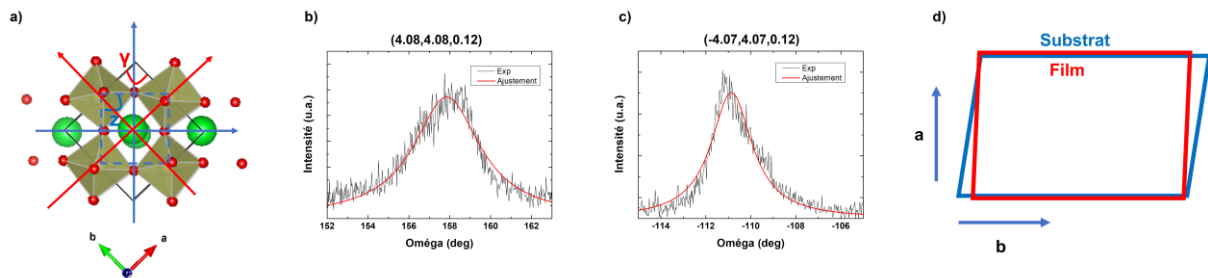 a)
γ
z
b
a
b)
(4.08,4.08,0.12)
Intensité (u.a.)
Exp
Ajustement
152 154 156 158 160 162
Oméga (deg)
c)
(-4.07,4.07,0.12)
Intensité (u.a.)
Exp
Ajustement
-114 -112 -110 -108 -106
Oméga (deg)
d)
Substrat
Film
a
b